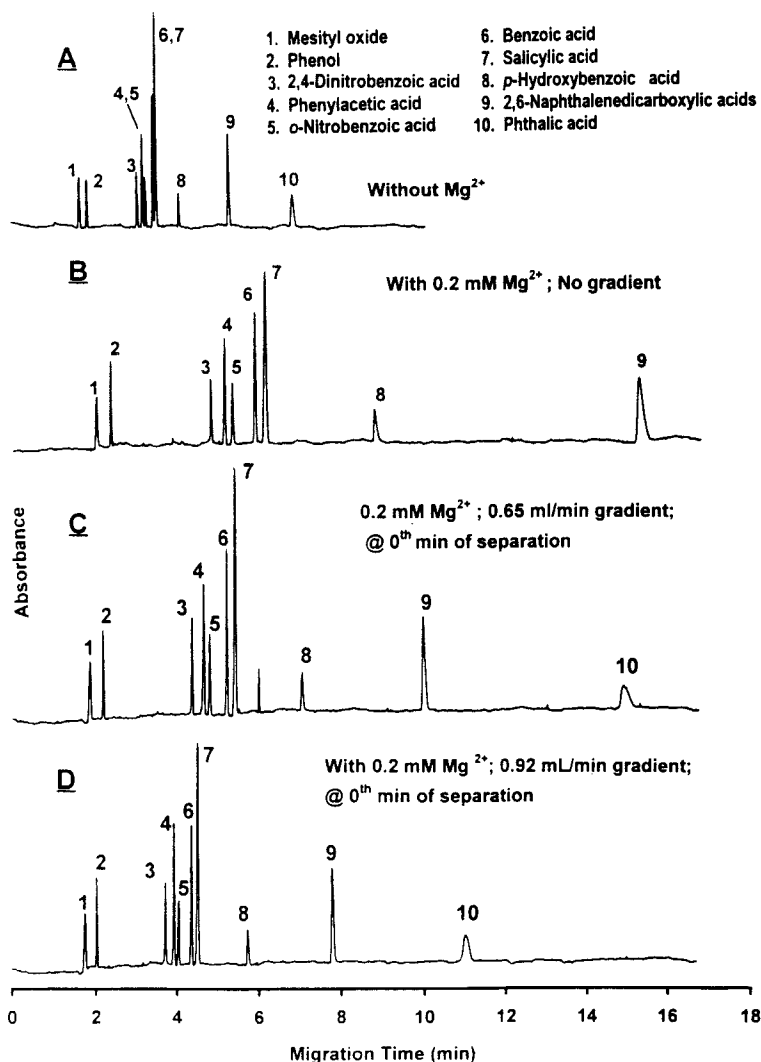 A
6,7
4,5
1
2
3
8
9
10
1. Mesityl oxide
2. Phenol
3. 2,4-Dinitrobenzoic acid
4. Phenylacetic acid
5. o-Nitrobenzoic acid
6. Benzoic acid
7. Salicylic acid
8. p-Hydroxybenzoic acid
9. 2,6-Naphthalenedicarboxylic acids
10. Phthalic acid
Without Mg²⁺
B
1
2
3
4
5
6
7
8
9
With 0.2 mM Mg²⁺ ; No gradient
C
1
2
3
4
5
6
7
8
9
10
0.2 mM Mg²⁺ ; 0.65 ml/min gradient;
@ 0th min of separation
D
1
2
3
4
5
6
7
8
9
10
With 0.2 mM Mg ²⁺; 0.92 mL/min gradient;
@ 0th min of separation
Absorbance
0 2 4 6 8 10 12 14 16 18
Migration Time (min)